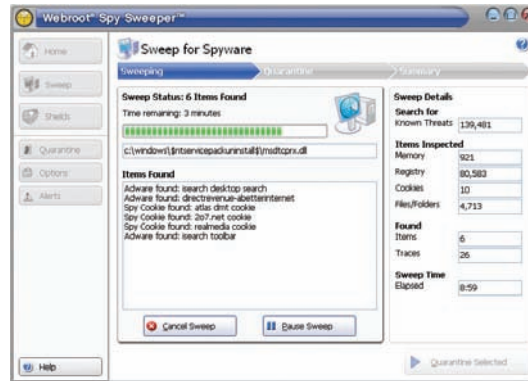 Webroot® Spy Sweeper™
Home
Sweep
Shields
Quarantine
Options
Alerts
Help
Sweep for Spyware
Sweeping
Quarantine
Summary
Sweep Status: 6 Items Found
Time remaining: 3 minutes
c:\windows\$ntservicepackuninstall$\msdtcprx.dll
Items Found
Adware found: isearch desktop search
Adware found: directrevenue-abetterinternet
Spy Cookie found: atlas dmt cookie
Spy Cookie found: 2o7.net cookie
Spy Cookie found: realmedia cookie
Adware found: isearch toolbar
Cancel Sweep
Pause Sweep
Sweep Details
Search for
Known Threats 139,481
Items Inspected
Memory 921
Registry 80,583
Cookies 10
Files/Folders 4,713
Found
Items 6
Traces 26
Sweep Time
Elapsed 8:59
Quarantine Selected